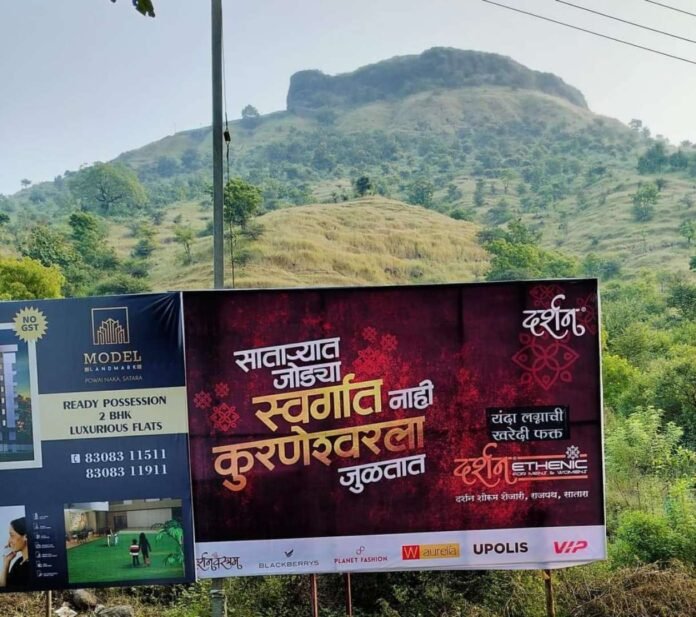 NO
GST
MODEL
LANDMARK
POWAI NAKA, SATARA
READY POSSESSION
2 BHK
LUXURIOUS FLATS
83083 11511
83083 11911
साताऱ्यात
जोड्या
स्वर्गात नाही
कुरणेश्वरला
जुळतात
दर्शन
यंदा लग्नाची
खरेदी फक्त
दर्शन ETHENIC
FOR MENZ & WOMENZ
दर्शन शोरूम शेजारी, राजपथ, सातारा
BLACKBERRYS
PLANET FASHION
W aurelia
UPOLIS
VIP